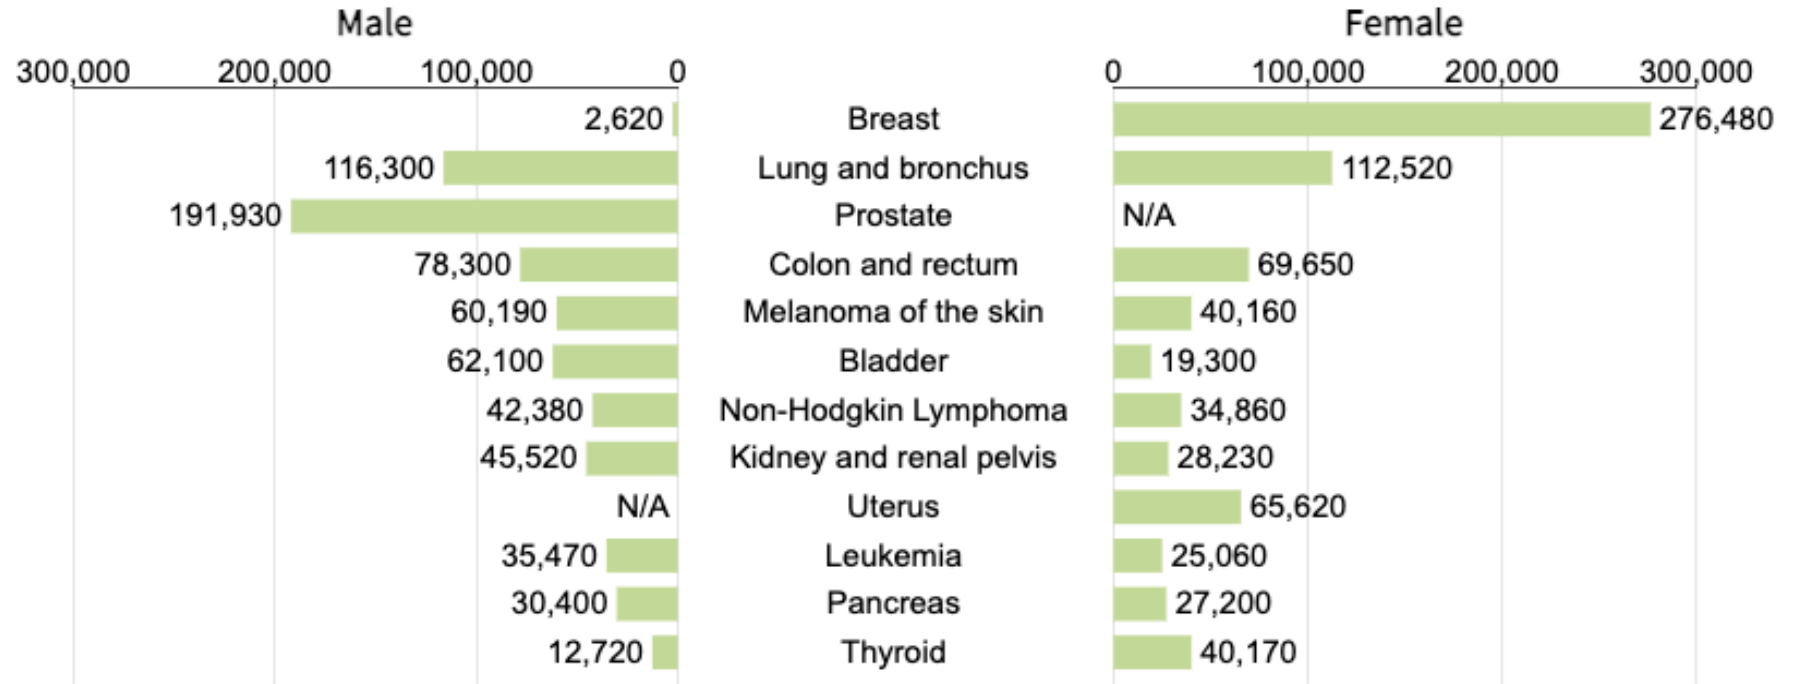 Male Female
300,000 200,000 100,000 0 0 100,000 200,000 300,000
2,620 Breast 276,480
116,300 Lung and bronchus 112,520
191,930 Prostate N/A
78,300 Colon and rectum 69,650
60,190 Melanoma of the skin 40,160
62,100 Bladder 19,300
42,380 Non-Hodgkin Lymphoma 34,860
45,520 Kidney and renal pelvis 28,230
N/A Uterus 65,620
35,470 Leukemia 25,060
30,400 Pancreas 27,200
12,720 Thyroid 40,170